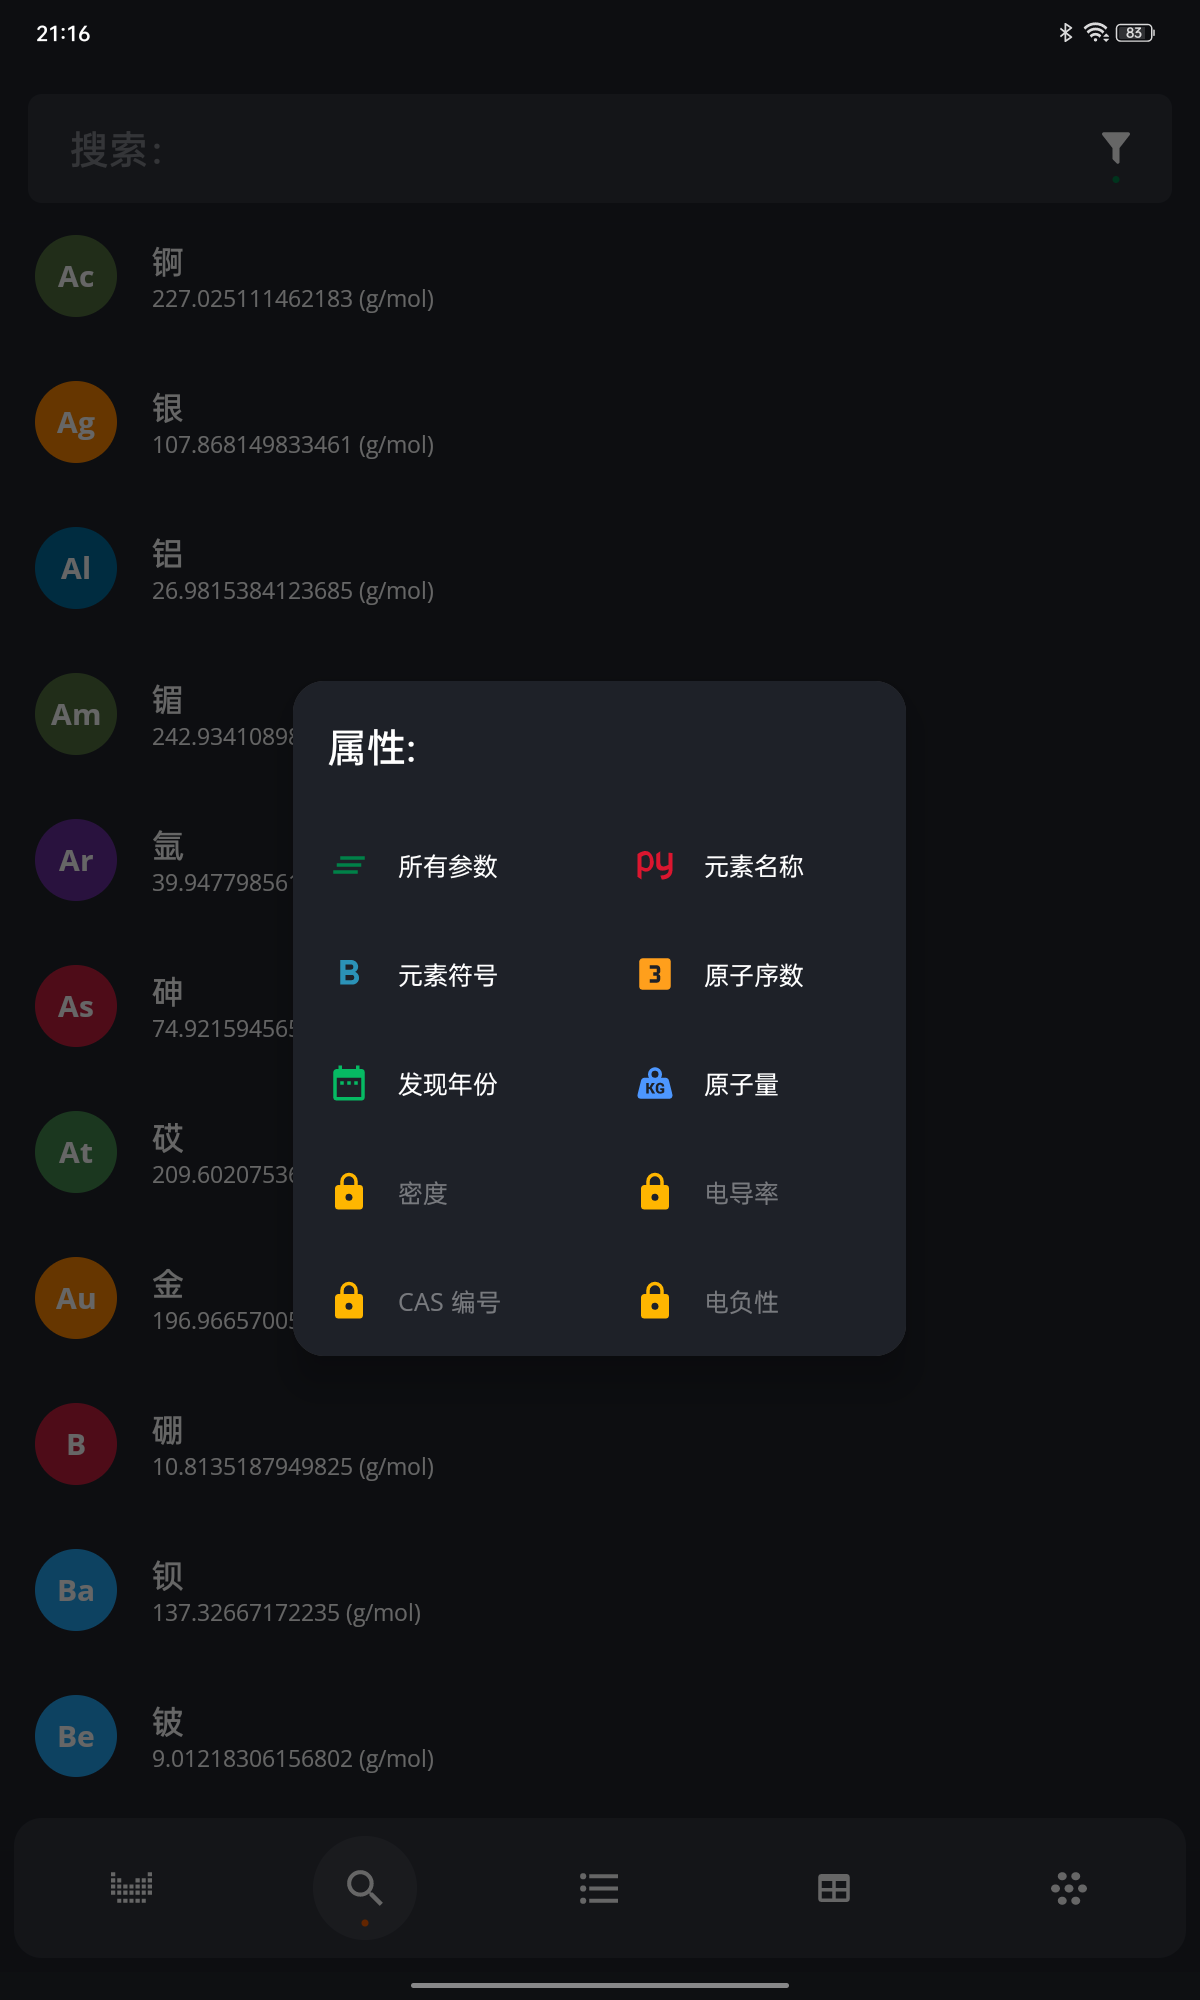 21:16
83
搜索:
Ac
锕
227.025111462183 (g/mol)
Ag
银
107.868149833461 (g/mol)
Al
铝
26.9815384123685 (g/mol)
Am
镅
242.93410898
Ar
氩
39.947798561
As
砷
74.921594565
At
砹
209.60207536
Au
金
196.96657005
B
硼
10.8135187949825 (g/mol)
Ba
钡
137.32667172235 (g/mol)
Be
铍
9.01218306156802 (g/mol)
属性:
所有参数
py 元素名称
B 元素符号
3 原子序数
发现年份
KG 原子量
密度
电导率
CAS 编号
电负性